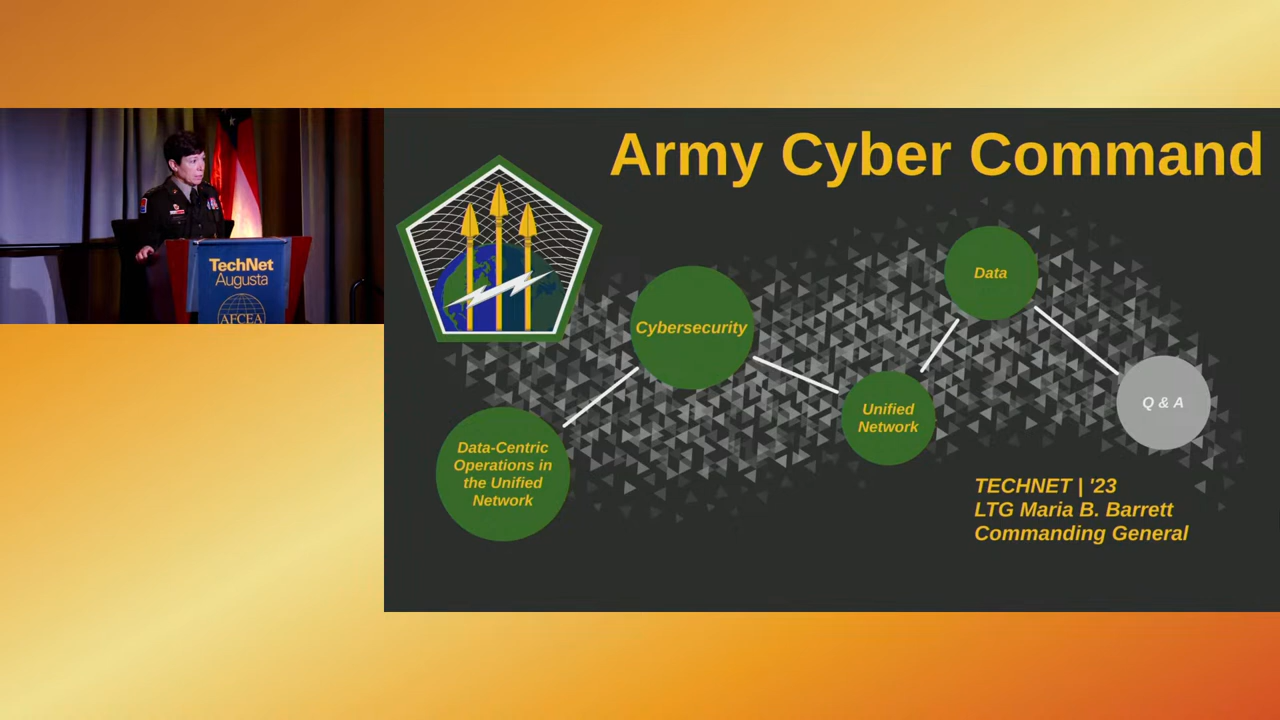 TechNet
Augusta
AFCEA
Army Cyber Command
Data-Centric
Operations in
the Unified
Network
Cybersecurity
Unified
Network
Data
Q & A
TECHNET | '23
LTG Maria B. Barrett
Commanding General